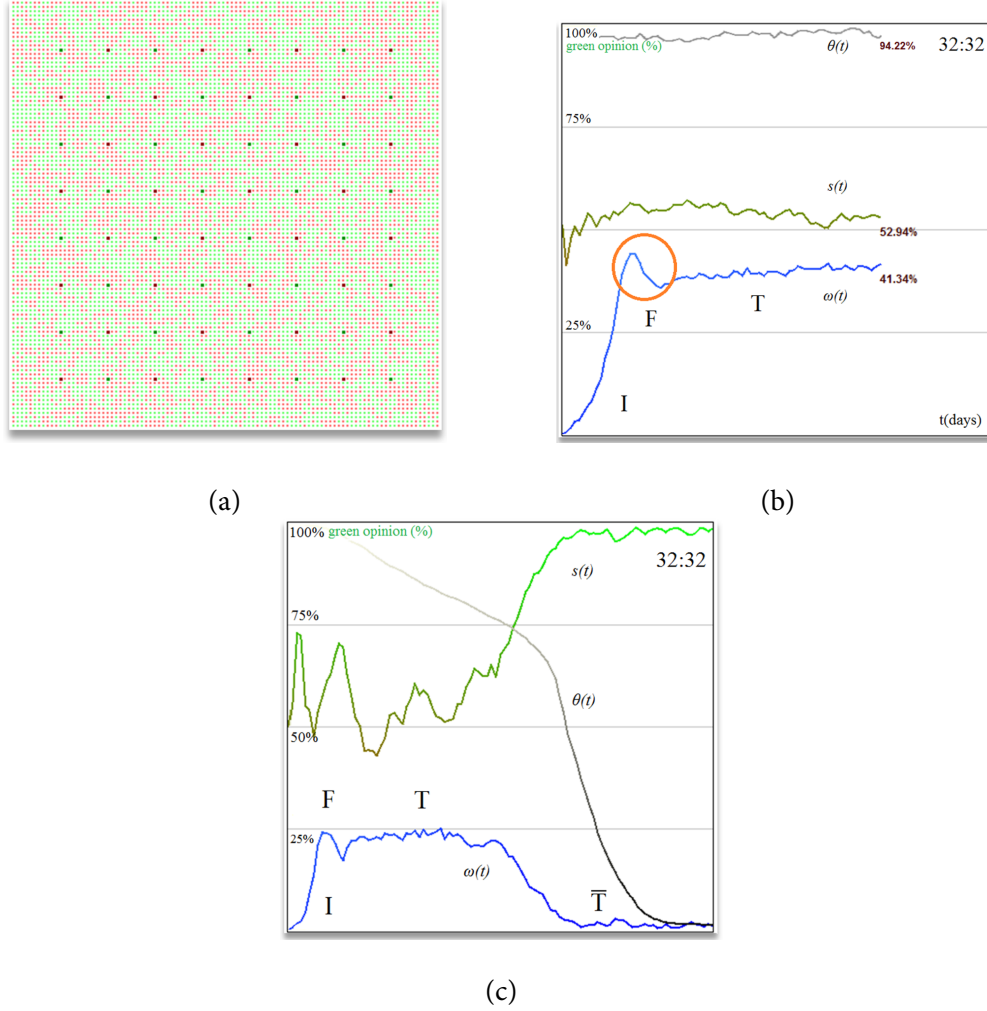 100%
green opinion (%)
θ(t)
94.22%
32:32
75%
s(t)
52.94%
41.34%
ω(t)
F
T
25%
I
t(days)
(a)
(b)
100% green opinion (%)
s(t)
32:32
75%
θ(t)
50%
F
T
25%
ω(t)
I
T̅
(c)